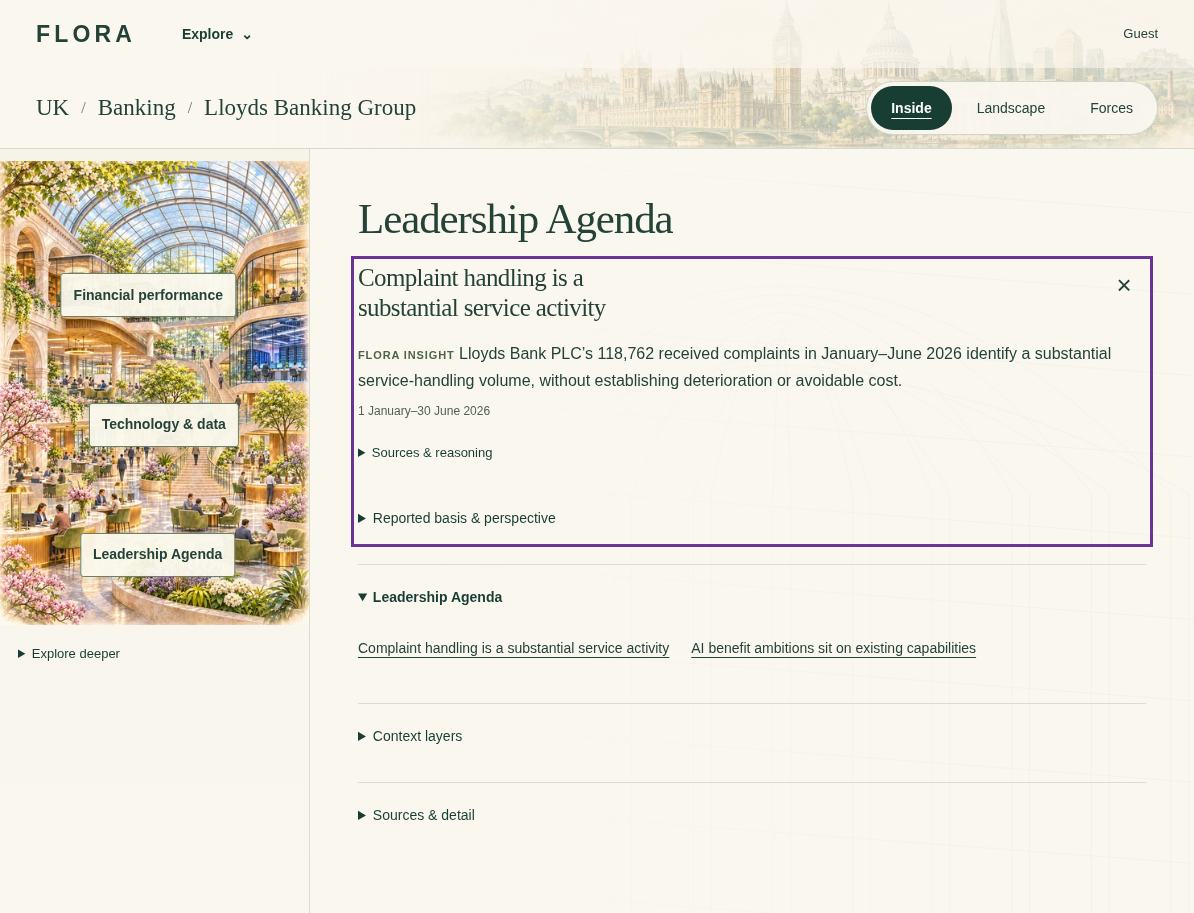 FLORA
Explore ⌄
Guest
UK / Banking / Lloyds Banking Group
Inside
Landscape
Forces
Financial performance
Technology & data
Leadership Agenda
▶ Explore deeper
Leadership Agenda
Complaint handling is a
substantial service activity
✕
FLORA INSIGHT Lloyds Bank PLC’s 118,762 received complaints in January–June 2026 identify a substantial
service-handling volume, without establishing deterioration or avoidable cost.
1 January–30 June 2026
▶ Sources & reasoning
▶ Reported basis & perspective
▼ Leadership Agenda
Complaint handling is a substantial service activity
AI benefit ambitions sit on existing capabilities
▶ Context layers
▶ Sources & detail